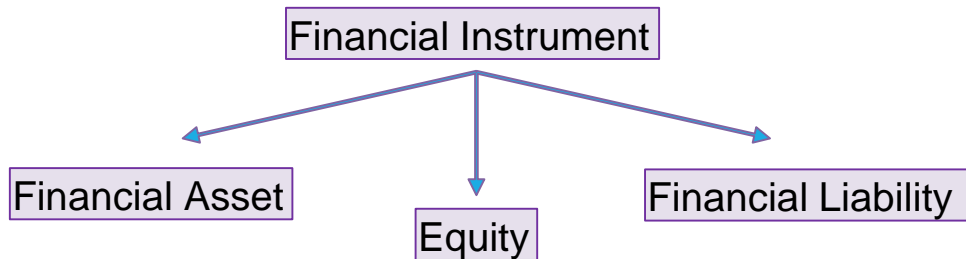 Financial Instrument
Financial Asset
Equity
Financial Liability